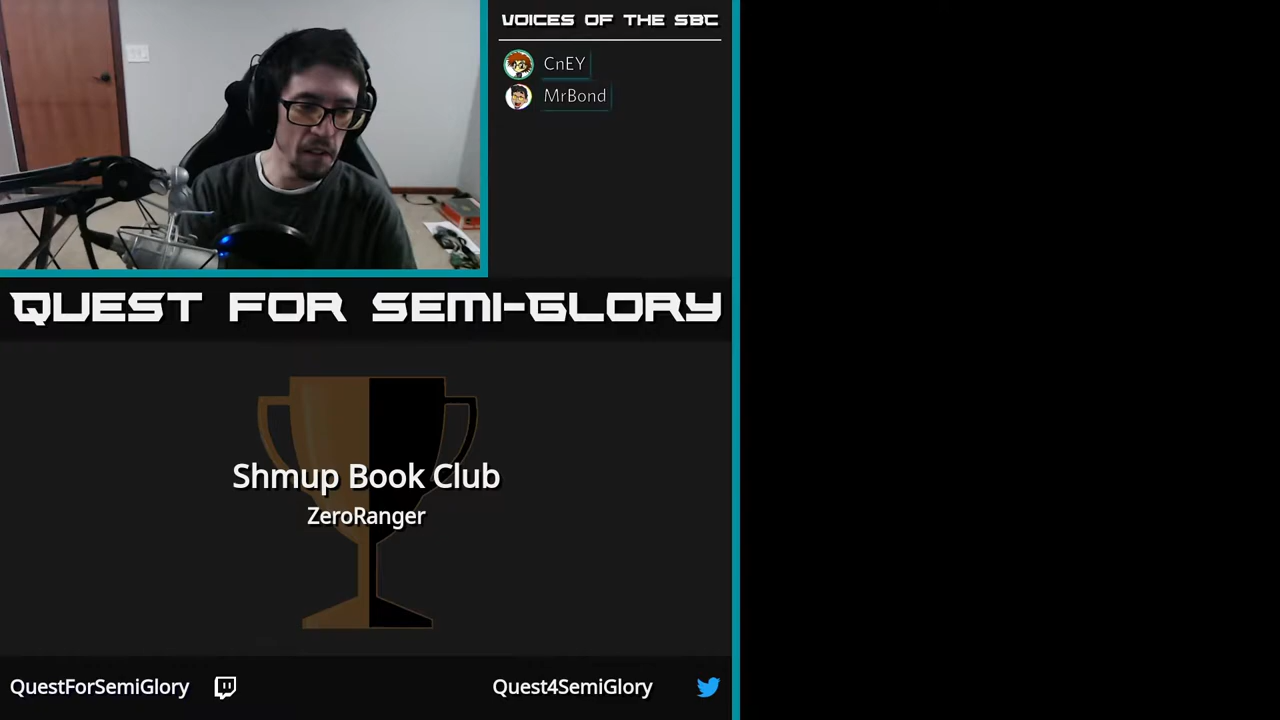 VOICES OF THE SBC
CnEY
MrBond
QUEST FOR SEMI-GLORY
Shmup Book Club
ZeroRanger
QuestForSemiGlory
Quest4SemiGlory